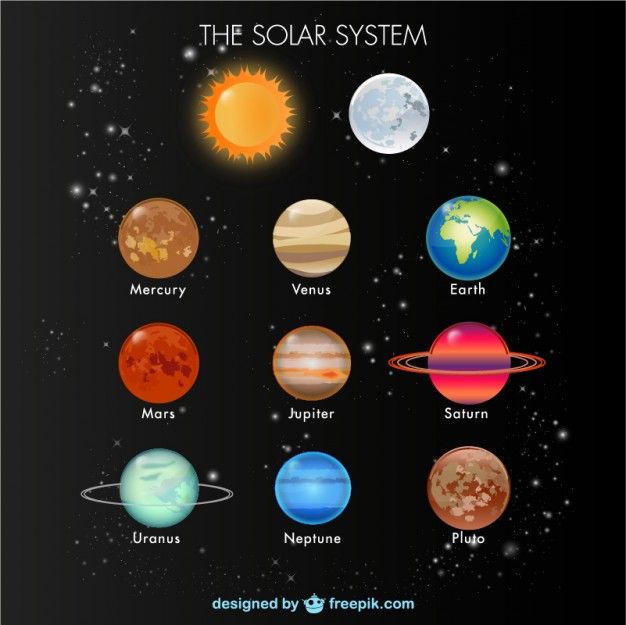 THE SOLAR SYSTEM
Mercury
Venus
Earth
Mars
Jupiter
Saturn
Uranus
Neptune
Pluto
designed by freepik.com